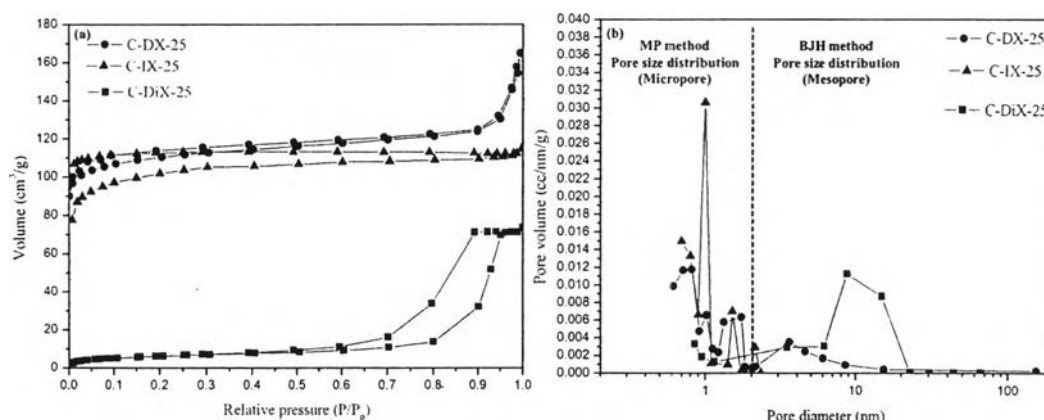 (a)
C-DX-25
C-IX-25
C-DiX-25
Volume (cm³/g)
180
160
140
120
100
80
60
40
20
0
0.0 0.1 0.2 0.3 0.4 0.5 0.6 0.7 0.8 0.9 1.0
Relative pressure (P/P₀)
(b)
MP method
Pore size distribution
(Micropore)
BJH method
Pore size distribution
(Mesopore)
C-DX-25
C-IX-25
C-DiX-25
Pore volume (cc/nm/g)
0.040
0.038
0.036
0.034
0.032
0.030
0.028
0.026
0.024
0.022
0.020
0.018
0.016
0.014
0.012
0.010
0.008
0.006
0.004
0.002
0.000
1 10 100
Pore diameter (nm)